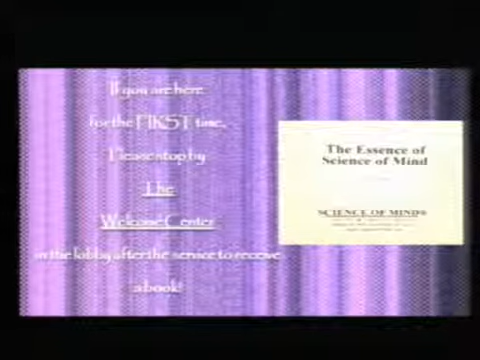 If you are here
for the FIRST time,
Please stop by
The
Welcome Center
in the lobby after the service to receive
a book!
The Essence of
Science of Mind
SCIENCE OF MIND®